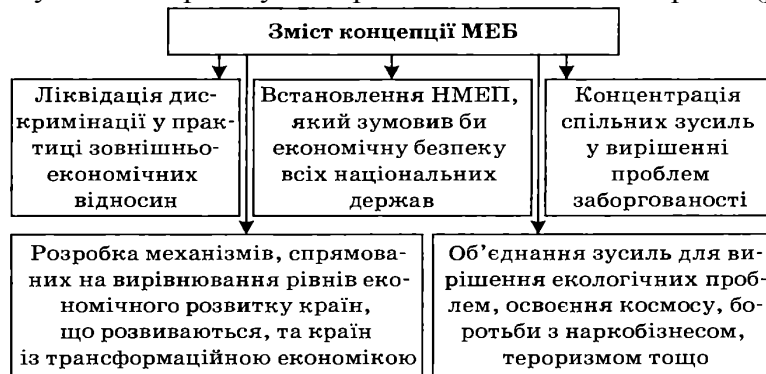 Зміст концепції МЕБ
Ліквідація дис-
кримінації у прак-
тиці зовнішньо-
економічних
відносин
Встановлення НМЕП,
який зумовив би
економічну безпеку
всіх національних
держав
Концентрація
спільних зусиль
у вирішенні
проблем
заборгованості
Розробка механізмів, спрямова-
них на вирівнювання рівнів еко-
номічного розвитку країн,
що розвиваються, та країн
із трансформаційною економікою
Об’єднання зусиль для ви-
рішення екологічних проб-
лем, освоєння космосу, бо-
ротьби з наркобізнесом,
тероризмом тощо